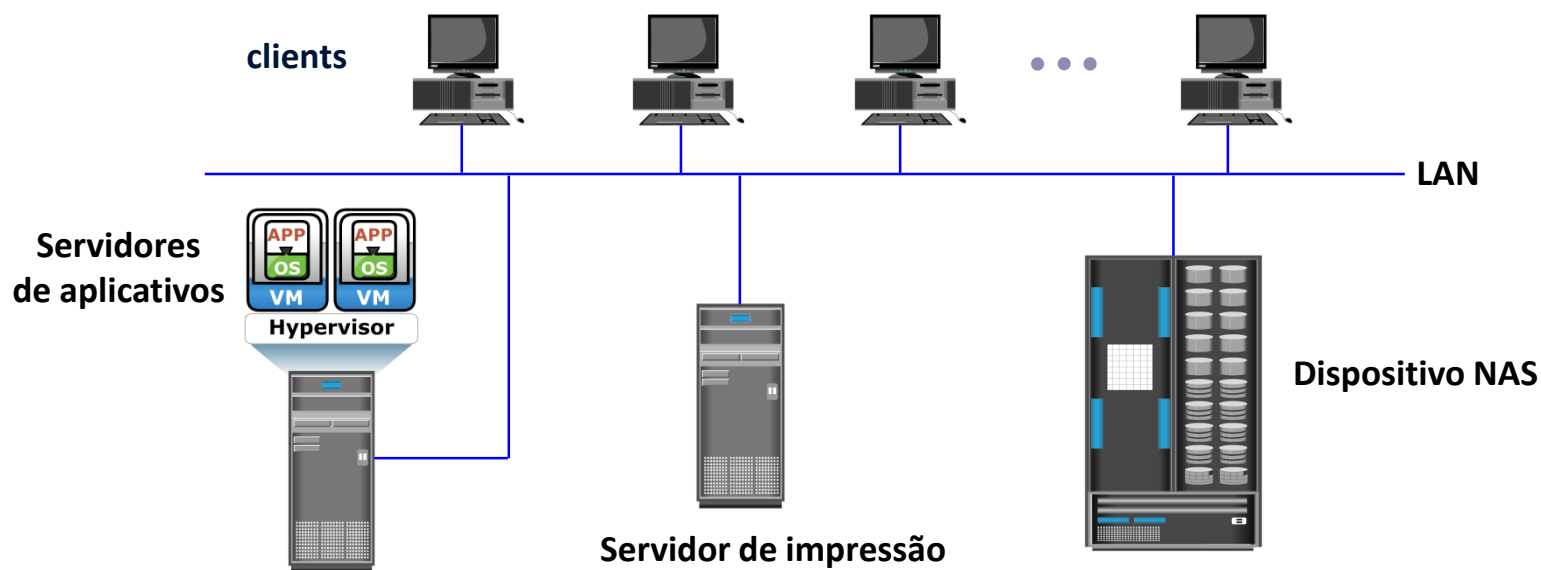 clients
LAN
Servidores
de aplicativos
APP
OS
VM
APP
OS
VM
Hypervisor
Dispositivo NAS
Servidor de impressão